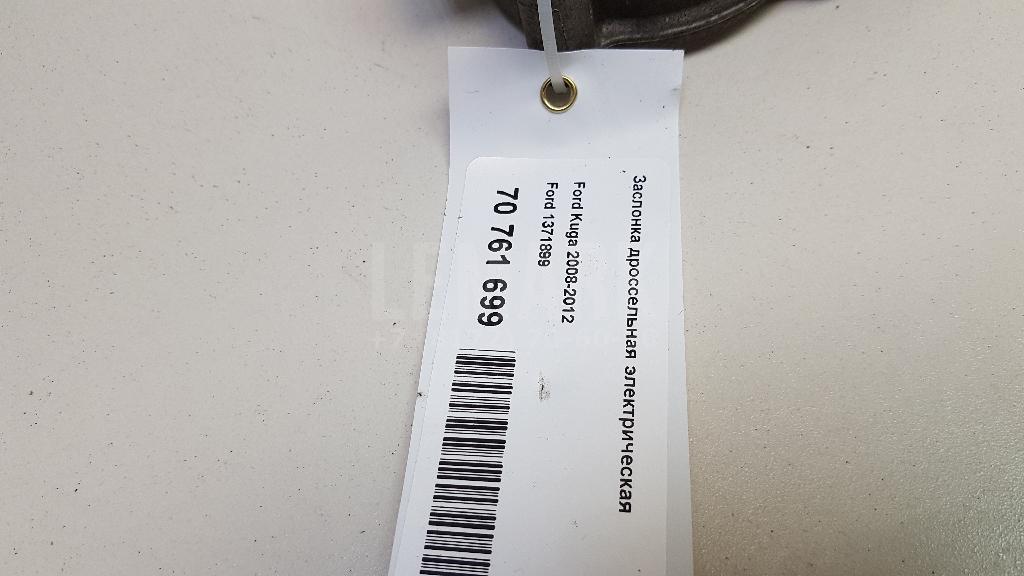 Заслонка дроссельная электрическая
Ford Kuga 2008-2012
Ford 1371899
70 761 699